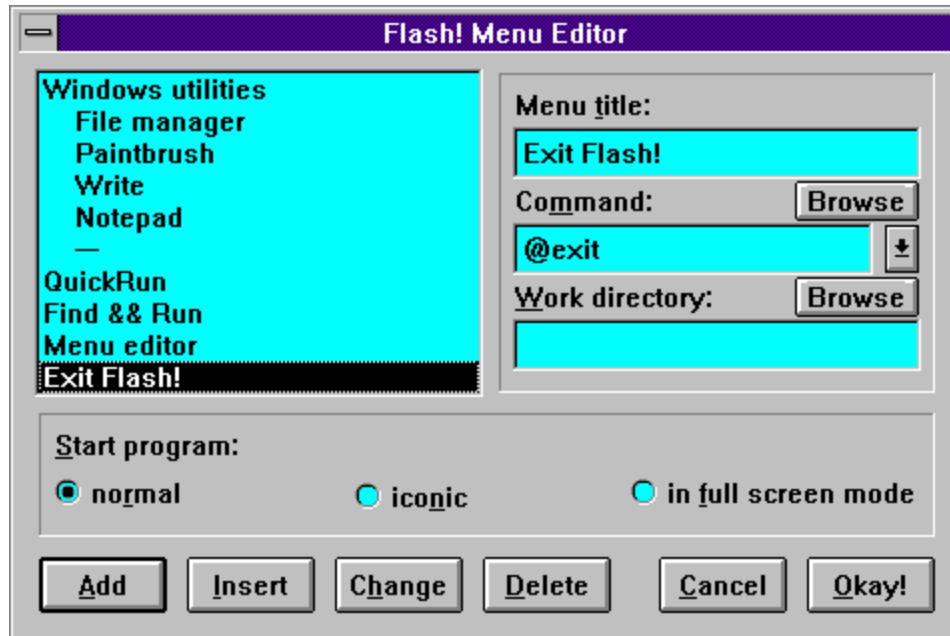 Flash! Menu Editor
Windows utilities
File manager
Paintbrush
Write
Notepad
—
QuickRun
Find && Run
Menu editor
Exit Flash!
Menu title:
Exit Flash!
Command:
Browse
@exit
Work directory:
Browse
Start program:
normal
iconic
in full screen mode
Add
Insert
Change
Delete
Cancel
Okay!